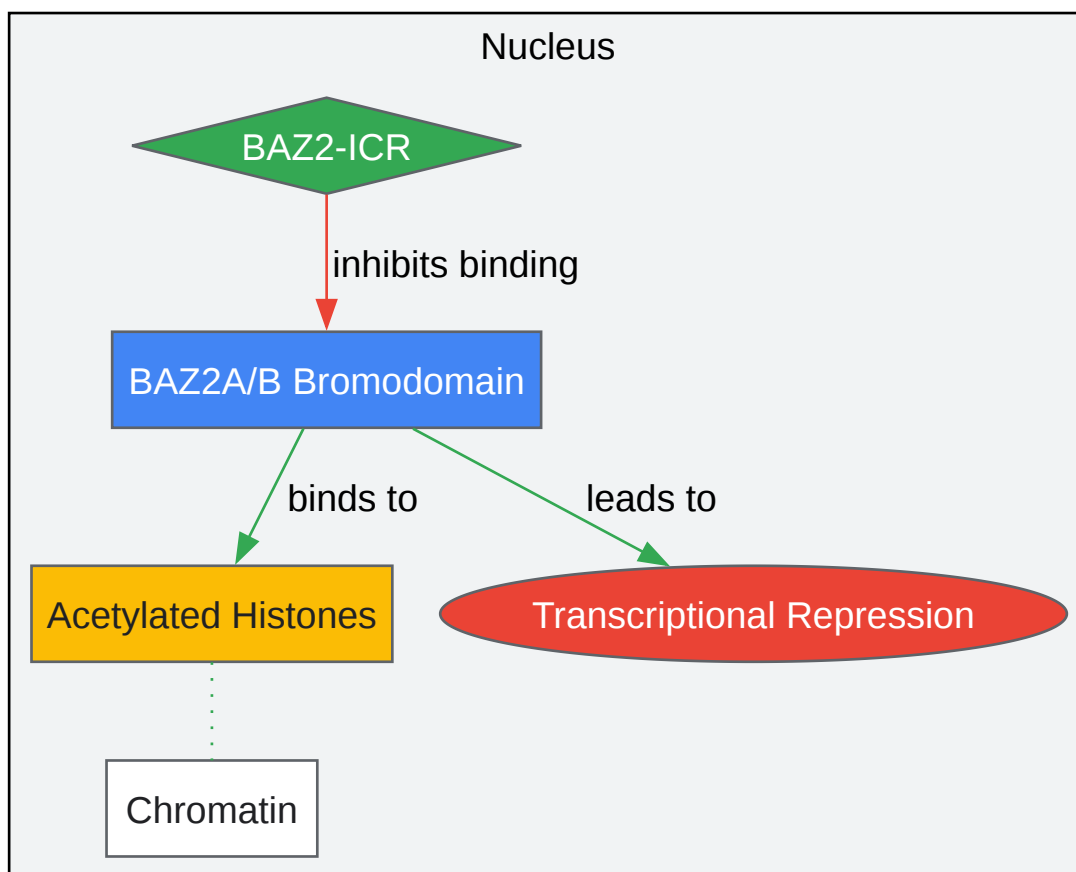 Nucleus
BAZ2-ICR
inhibits binding
BAZ2A/B Bromodomain
binds to
leads to
Acetylated Histones
Transcriptional Repression
Chromatin